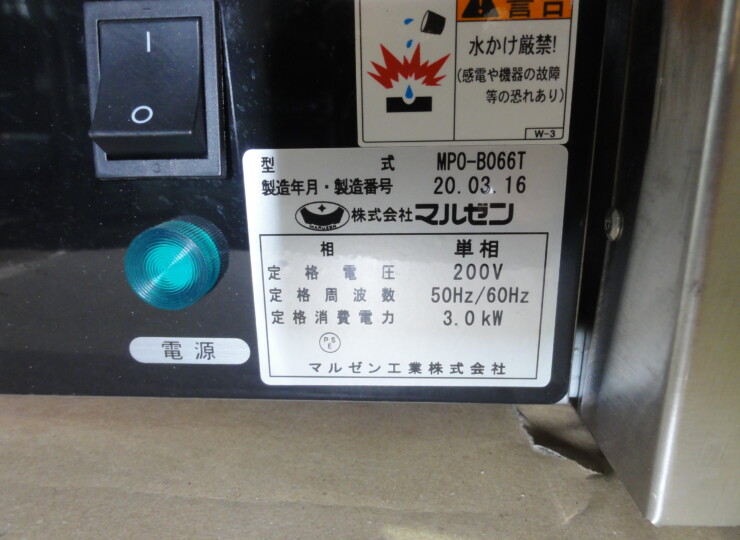 警告
水かけ厳禁!
(感電や機器の故障
等の恐れあり)
W-3
型式 MPO-B066T
製造年月・製造番号 20.03.16
株式会社マルゼン
相 単相
定格電圧 200V
定格周波数 50Hz/60Hz
定格消費電力 3.0kW
PSE
マルゼン工業株式会社
電源